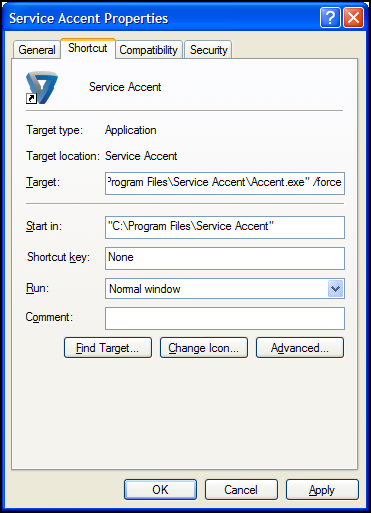 Service Accent Properties
General Shortcut Compatibility Security
Service Accent
Target type: Application
Target location: Service Accent
Target: Program Files\Service Accent\Accent.exe" /force
Start in: "C:\Program Files\Service Accent"
Shortcut key: None
Run: Normal window
Comment:
Find Target... Change Icon... Advanced...
OK Cancel Apply